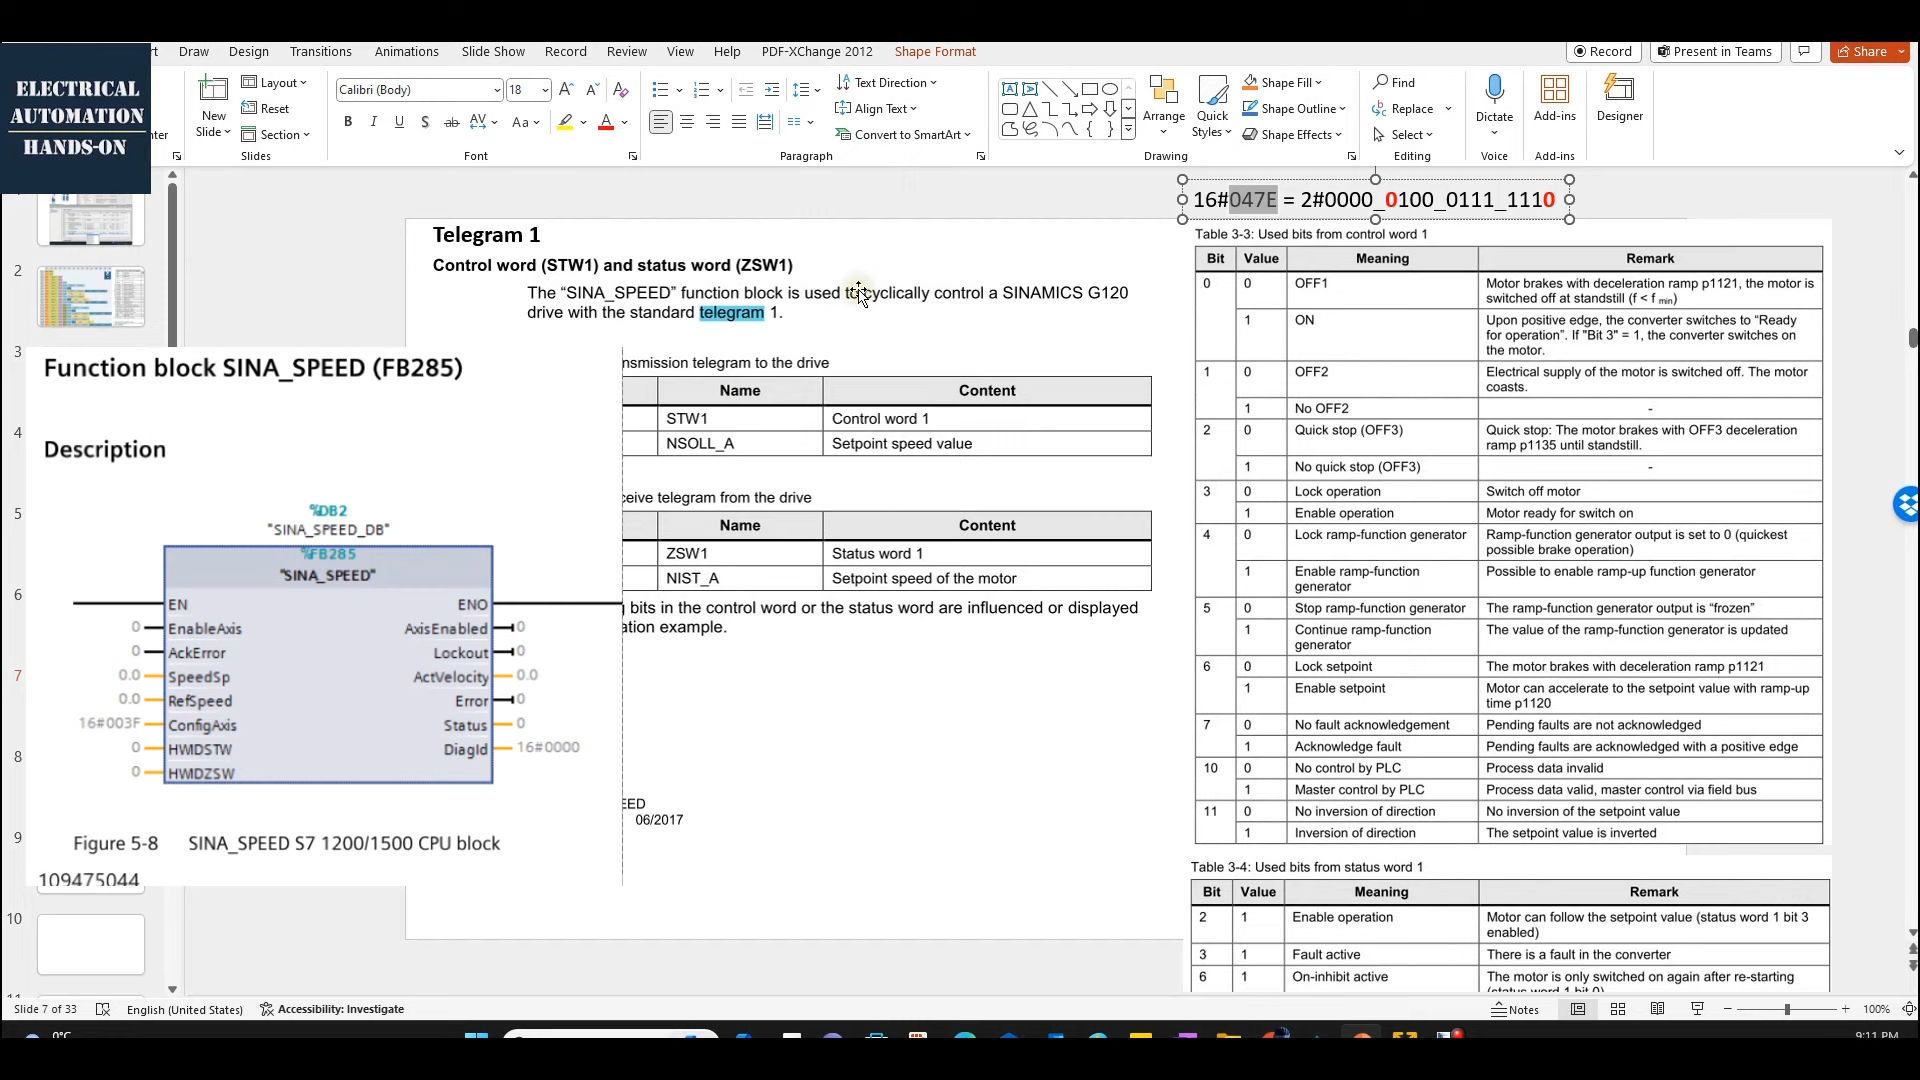 ELECTRICAL
AUTOMATION
HANDS-ON
Draw
Design
Transitions
Animations
Slide Show
Record
Review
View
Help
PDF-XChange 2012
Shape Format
Record
Present in Teams
Share
New
Slide
Layout
Reset
Section
Slides
Calibri (Body)
18
Font
Text Direction
Align Text
Convert to SmartArt
Paragraph
Arrange
Quick
Styles
Shape Fill
Shape Outline
Shape Effects
Drawing
Find
Replace
Select
Editing
Dictate
Voice
Add-ins
Add-ins
Designer
16#047E = 2#0000_0100_0111_1110
2
3
4
5
6
7
8
9
10
Telegram 1
Control word (STW1) and status word (ZSW1)
The “SINA_SPEED” function block is used to cyclically control a SINAMICS G120
drive with the standard telegram 1.
nsmission telegram to the drive
Name Content
STW1 Control word 1
NSOLL_A Setpoint speed value
ceive telegram from the drive
Name Content
ZSW1 Status word 1
NIST_A Setpoint speed of the motor
bits in the control word or the status word are influenced or displayed
ation example.
EED
06/2017
Function block SINA_SPEED (FB285)
Description
%DB2
"SINA_SPEED_DB"
%FB285
"SINA_SPEED"
EN ENO
0 EnableAxis AxisEnabled 0
0 AckError Lockout 0
0.0 SpeedSp ActVelocity 0.0
0.0 RefSpeed Error 0
16#003F ConfigAxis Status 0
0 HWIDSTW DiagId 16#0000
0 HWIDZSW
Figure 5-8 SINA_SPEED S7 1200/1500 CPU block
109475044
Table 3-3: Used bits from control word 1
Bit Value Meaning Remark
0 0 OFF1 Motor brakes with deceleration ramp p1121, the motor is
switched off at standstill (f < f min)
1 ON Upon positive edge, the converter switches to “Ready
for operation”. If "Bit 3" = 1, the converter switches on
the motor.
1 0 OFF2 Electrical supply of the motor is switched off. The motor
coasts.
1 No OFF2 -
2 0 Quick stop (OFF3) Quick stop: The motor brakes with OFF3 deceleration
ramp p1135 until standstill.
1 No quick stop (OFF3) -
3 0 Lock operation Switch off motor
1 Enable operation Motor ready for switch on
4 0 Lock ramp-function generator Ramp-function generator output is set to 0 (quickest
possible brake operation)
1 Enable ramp-function Possible to enable ramp-up function generator
generator
5 0 Stop ramp-function generator The ramp-function generator output is “frozen”
1 Continue ramp-function The value of the ramp-function generator is updated
generator
6 0 Lock setpoint The motor brakes with deceleration ramp p1121
1 Enable setpoint Motor can accelerate to the setpoint value with ramp-up
time p1120
7 0 No fault acknowledgement Pending faults are not acknowledged
1 Acknowledge fault Pending faults are acknowledged with a positive edge
10 0 No control by PLC Process data invalid
1 Master control by PLC Process data valid, master control via field bus
11 0 No inversion of direction No inversion of the setpoint value
1 Inversion of direction The setpoint value is inverted
Table 3-4: Used bits from status word 1
Bit Value Meaning Remark
2 1 Enable operation Motor can follow the setpoint value (status word 1 bit 3
enabled)
3 1 Fault active There is a fault in the converter
6 1 On-inhibit active The motor is only switched on again after re-starting
(status word 1 bit 0)
Slide 7 of 33
English (United States)
Accessibility: Investigate
Notes
100%
0°C
9:11 PM